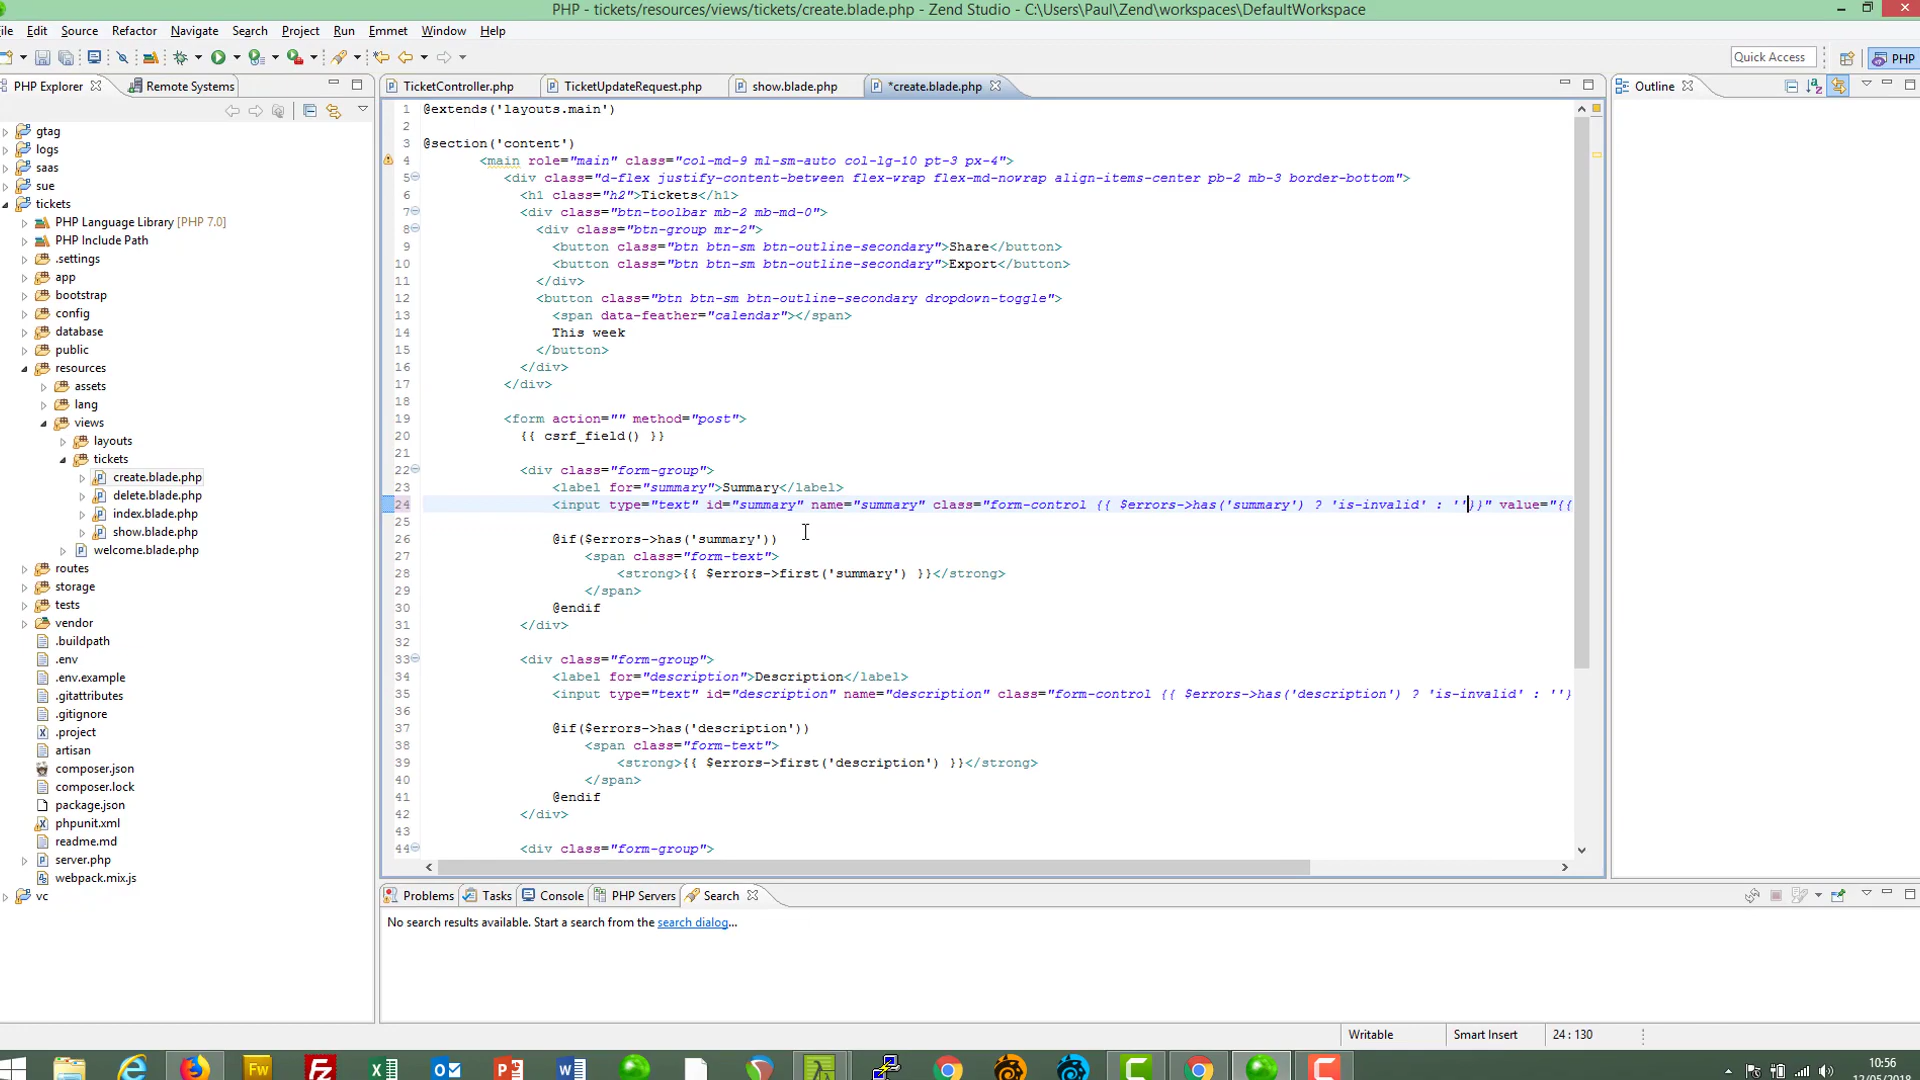 PHP - tickets/resources/views/tickets/create.blade.php - Zend Studio - C:\Users\Paul\Zend\workspaces\DefaultWorkspace
ile Edit Source Refactor Navigate Search Project Run Emmet Window Help
Quick Access PHP
PHP Explorer Remote Systems
TicketController.php TicketUpdateRequest.php show.blade.php *create.blade.php Outline
gtag
logs
saas
sue
tickets
PHP Language Library [PHP 7.0]
PHP Include Path
.settings
app
bootstrap
config
database
public
resources
assets
lang
views
layouts
tickets
create.blade.php
delete.blade.php
index.blade.php
show.blade.php
welcome.blade.php
routes
storage
tests
vendor
.buildpath
.env
.env.example
.gitattributes
.gitignore
.project
artisan
composer.json
composer.lock
package.json
phpunit.xml
readme.md
server.php
webpack.mix.js
vc
1 @extends('layouts.main')
2
3 @section('content')
4 <main role="main" class="col-md-9 ml-sm-auto col-lg-10 pt-3 px-4">
5 <div class="d-flex justify-content-between flex-wrap flex-md-nowrap align-items-center pb-2 mb-3 border-bottom">
6 <h1 class="h2">Tickets</h1>
7 <div class="btn-toolbar mb-2 mb-md-0">
8 <div class="btn-group mr-2">
9 <button class="btn btn-sm btn-outline-secondary">Share</button>
10 <button class="btn btn-sm btn-outline-secondary">Export</button>
11 </div>
12 <button class="btn btn-sm btn-outline-secondary dropdown-toggle">
13 <span data-feather="calendar"></span>
14 This week
15 </button>
16 </div>
17 </div>
18
19 <form action="" method="post">
20 {{ csrf_field() }}
21
22 <div class="form-group">
23 <label for="summary">Summary</label>
24 <input type="text" id="summary" name="summary" class="form-control {{ $errors->has('summary') ? 'is-invalid' : ''}}" value="{{
25
26 @if($errors->has('summary'))
27 <span class="form-text">
28 <strong>{{ $errors->first('summary') }}</strong>
29 </span>
30 @endif
31 </div>
32
33 <div class="form-group">
34 <label for="description">Description</label>
35 <input type="text" id="description" name="description" class="form-control {{ $errors->has('description') ? 'is-invalid' : ''}
36
37 @if($errors->has('description'))
38 <span class="form-text">
39 <strong>{{ $errors->first('description') }}</strong>
40 </span>
41 @endif
42 </div>
43
44 <div class="form-group">
Problems Tasks Console PHP Servers Search
No search results available. Start a search from the search dialog...
Writable Smart Insert 24 : 130
10:56
12/05/2018